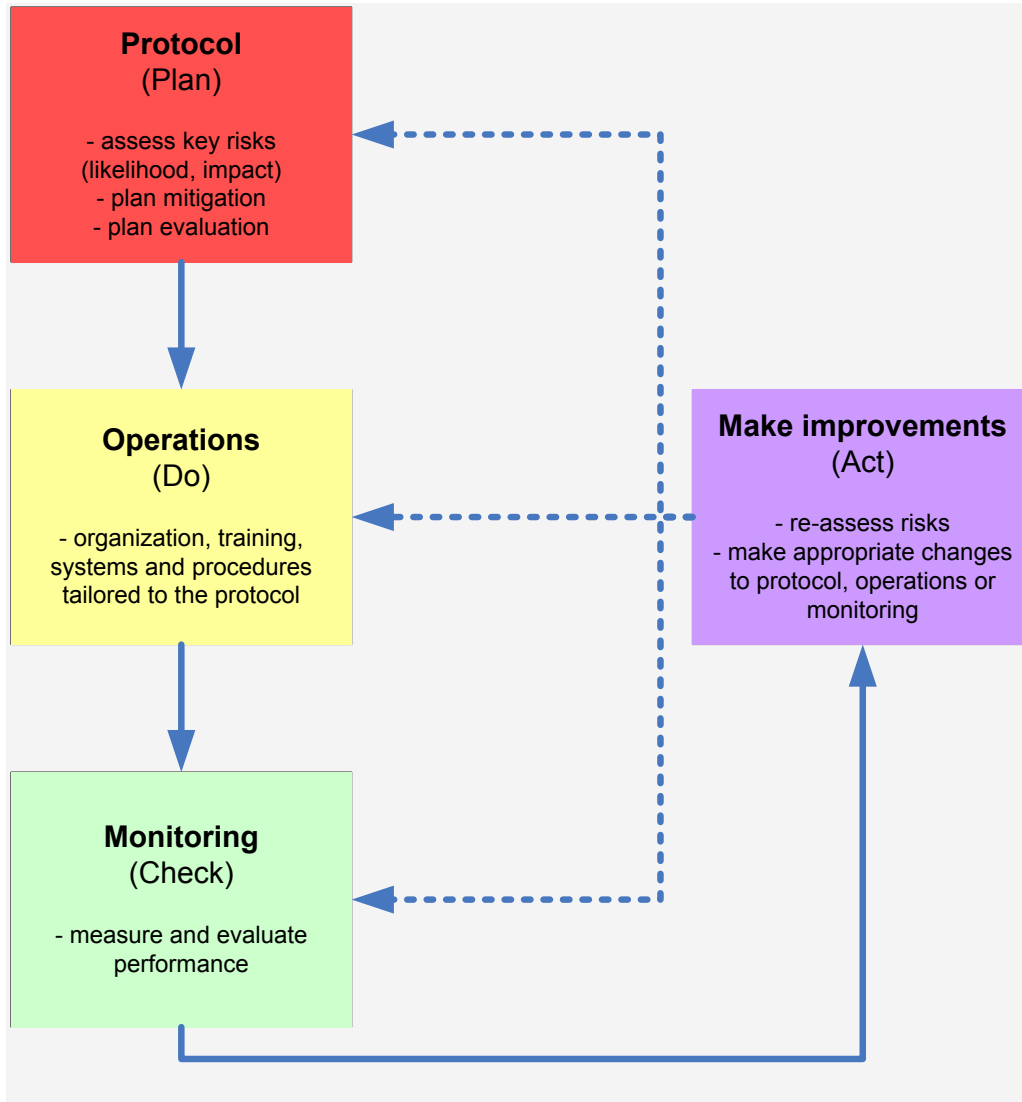 Protocol
(Plan)
- assess key risks
(likelihood, impact)
- plan mitigation
- plan evaluation
Operations
(Do)
- organization, training,
systems and procedures
tailored to the protocol
Monitoring
(Check)
- measure and evaluate
performance
Make improvements
(Act)
- re-assess risks
- make appropriate changes
to protocol, operations or
monitoring